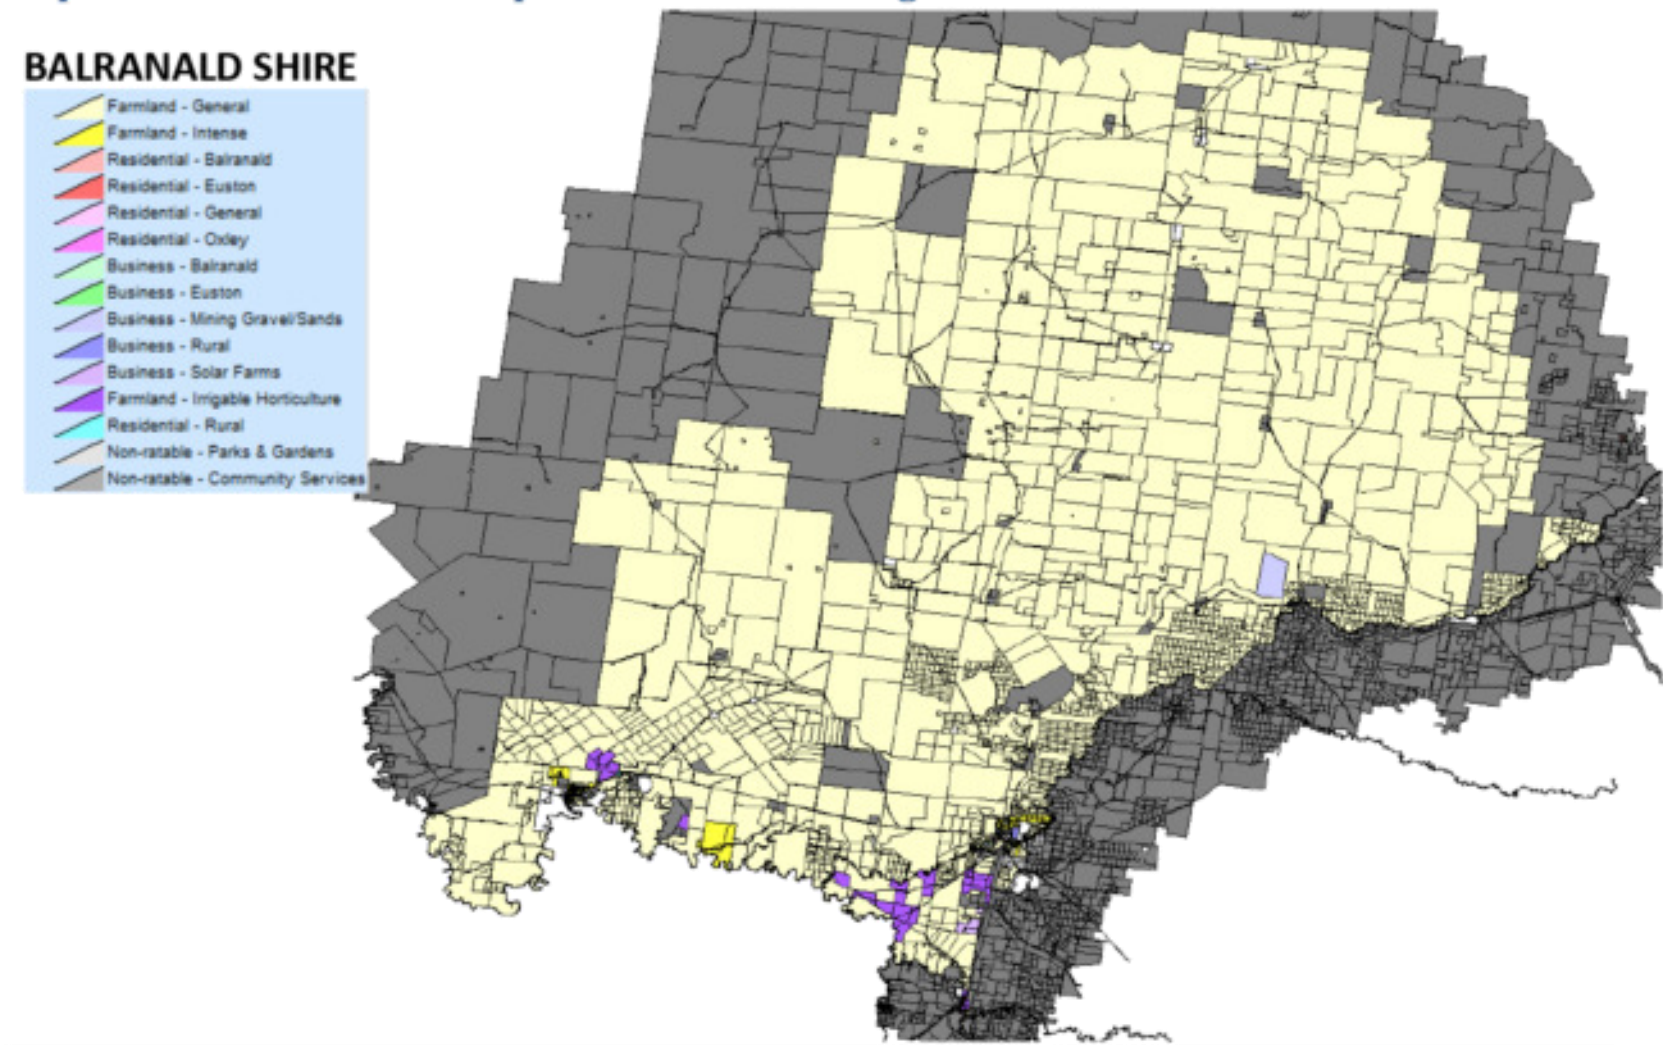 BALRANALD SHIRE
Farmland - General
Farmland - Intense
Residential - Balranald
Residential - Euston
Residential - General
Residential - Oxley
Business - Balranald
Business - Euston
Business - Mining Gravel/Sands
Business - Rural
Business - Solar Farms
Farmland - Irrigable Horticulture
Residential - Rural
Non-ratable - Parks & Gardens
Non-ratable - Community Services